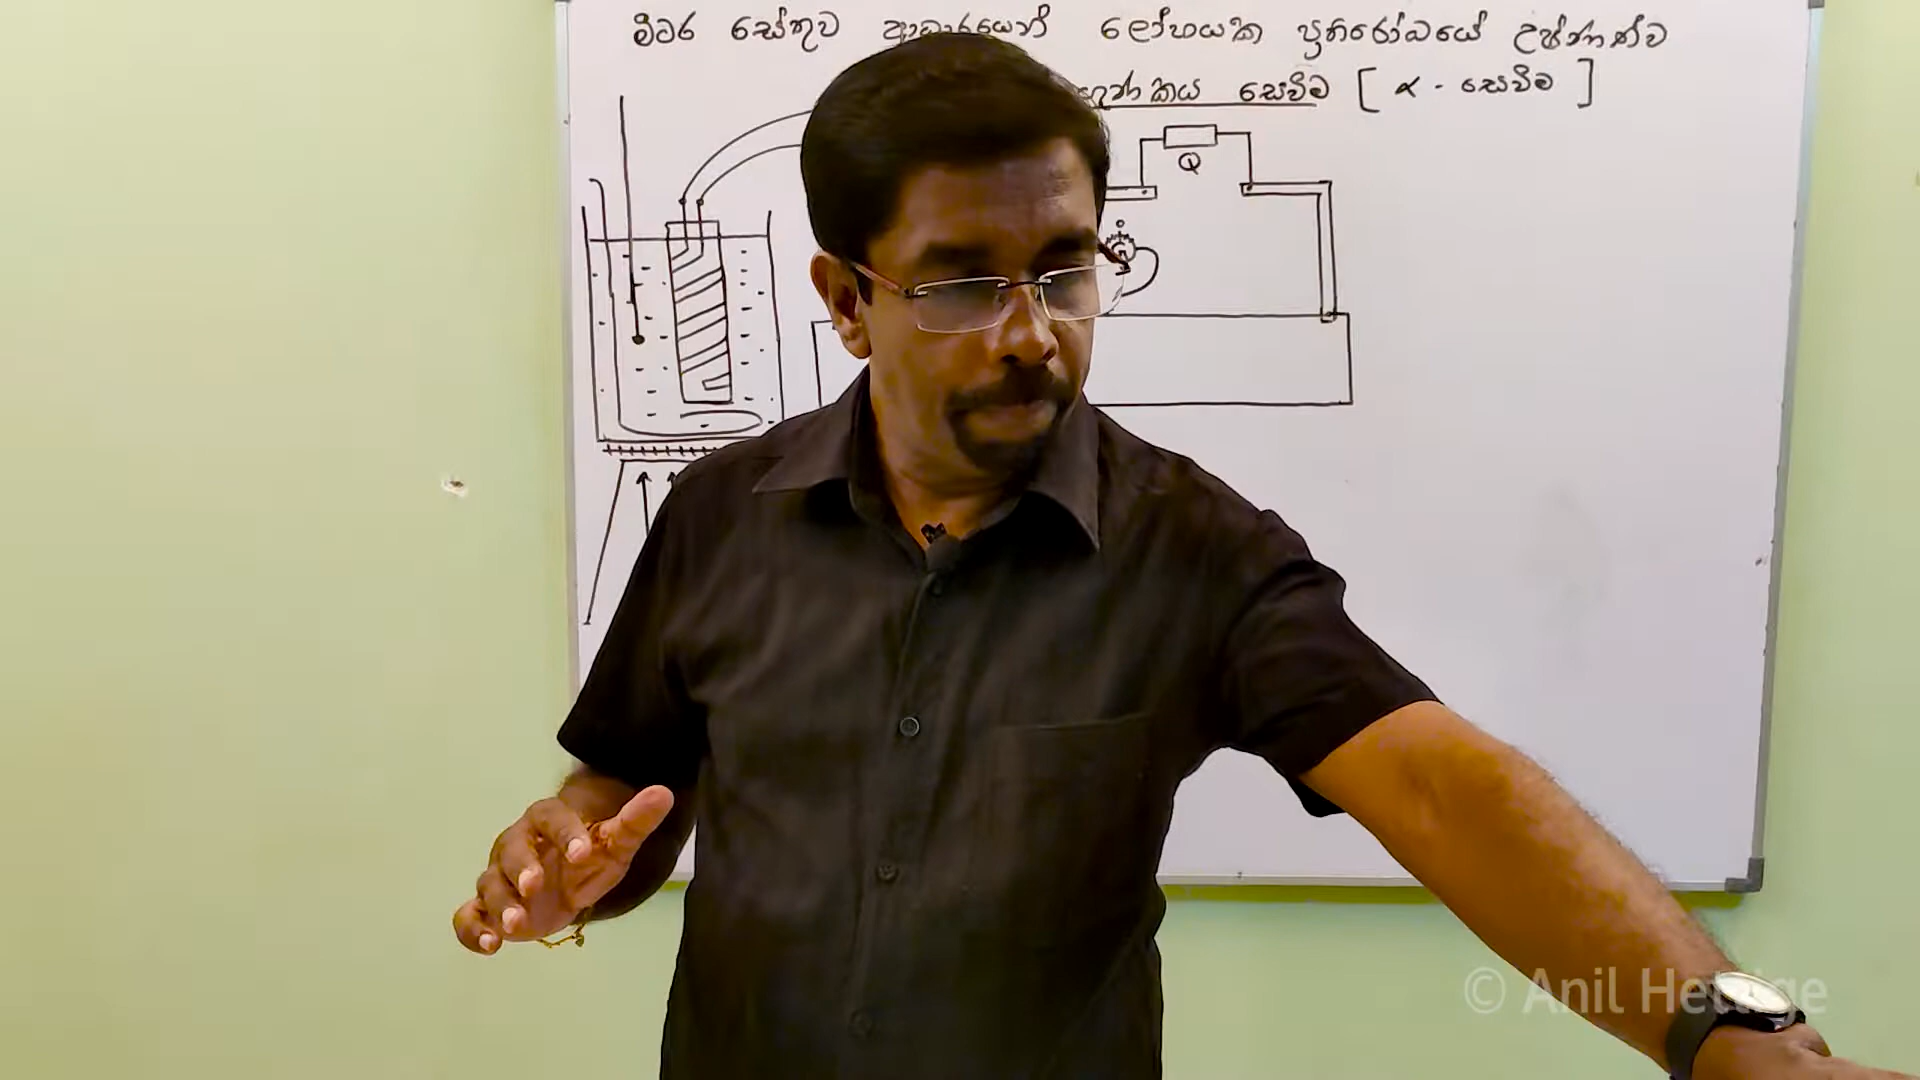 මීටර සේතුව ආධාරයෙන් ලෝහයක ප්‍රතිරෝධයේ උෂ්ණත්ව
ගුණකය සෙවීම [ α - සෙවීම ]
Q
G
© Anil Hettige